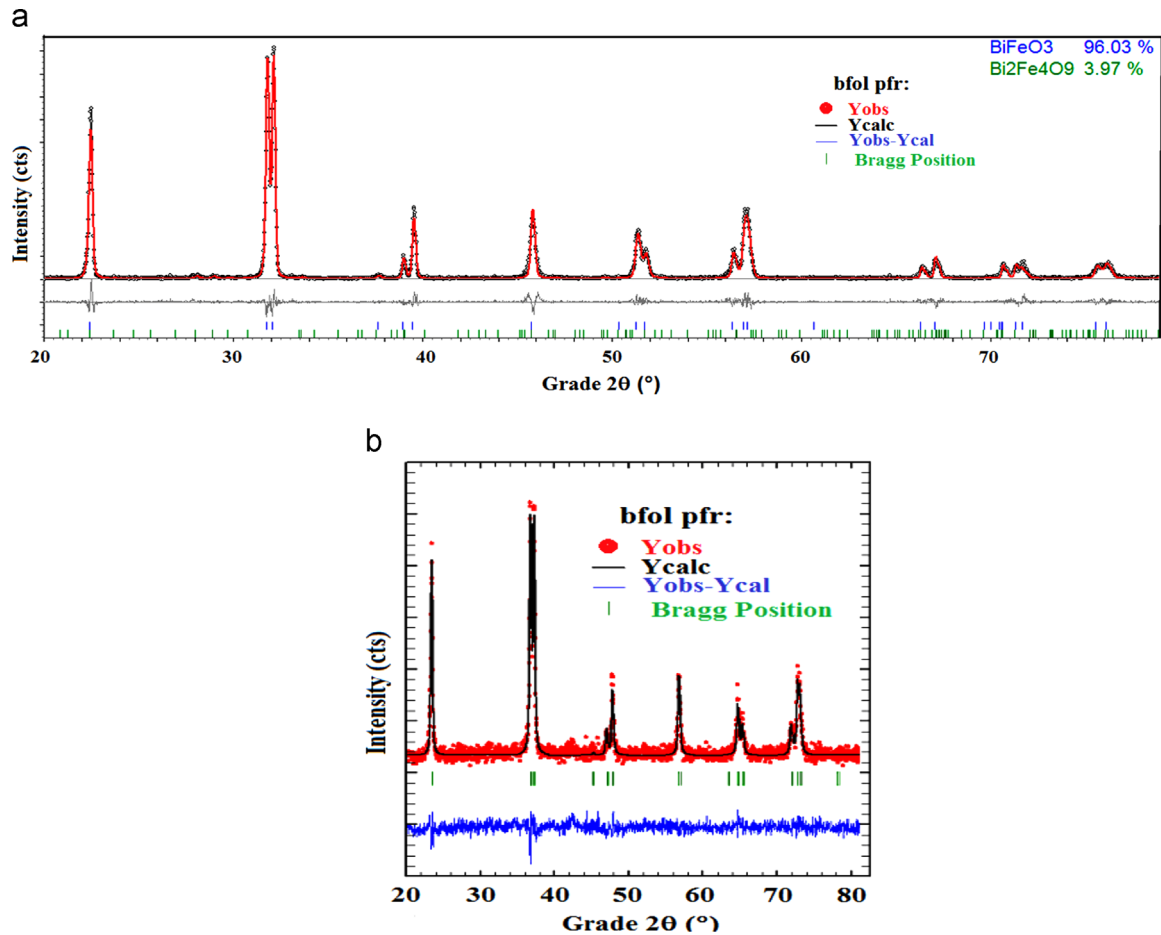 a
BiFeO3 96.03 %
Bi2Fe4O9 3.97 %
bfol pfr:
Yobs
Ycalc
Yobs-Ycal
Bragg Position
Intensity (cts)
20 30 40 50 60 70
Grade 2θ (°)
b
bfol pfr:
Yobs
Ycalc
Yobs-Ycal
Bragg Position
Intensity (cts)
20 30 40 50 60 70 80
Grade 2θ (°)